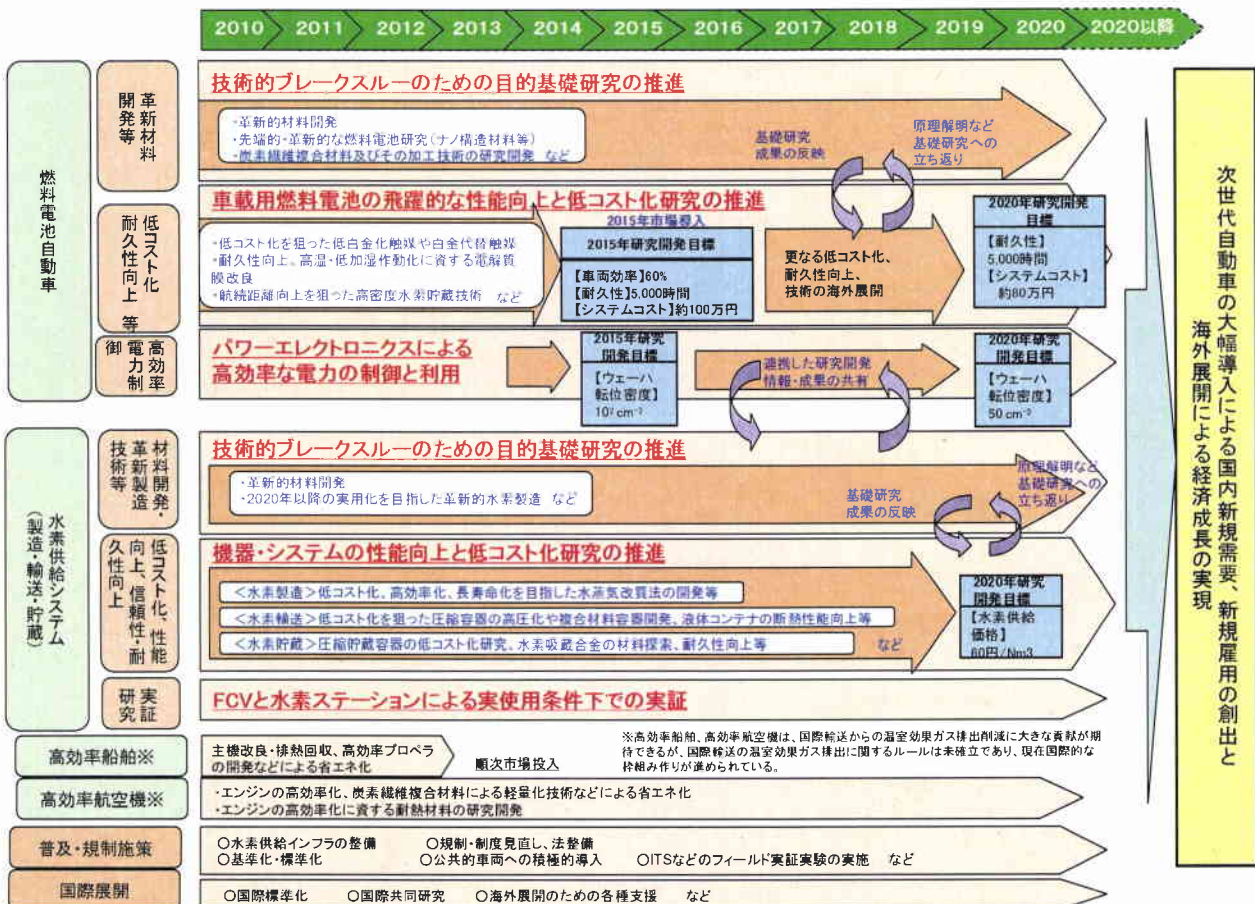 2010 2011 2012 2013 2014 2015 2016 2017 2018 2019 2020 2020以降
燃料電池自動車
革新材料
開発等
技術的ブレークスルーのための目的基礎研究の推進
・革新的材料開発
・先端的・革新的な燃料電池研究(ナノ構造材料等)
・炭素繊維複合材料及びその加工技術の研究開発 など
基礎研究
成果の反映
原理解明など
基礎研究への
立ち返り
低コスト化
耐久性向上 等
車載用燃料電池の飛躍的な性能向上と低コスト化研究の推進
・低コスト化を狙った低白金化触媒や白金代替触媒
・耐久性向上、高温・低加湿作動化に資する電解質
膜改良
・航続距離向上を狙った高密度水素貯蔵技術 など
2015年市場導入
2015年研究開発目標
【車両効率】60%
【耐久性】5,000時間
【システムコスト】約100万円
更なる低コスト化、
耐久性向上、
技術の海外展開
2020年研究開発
目標
【耐久性】
5,000時間
【システムコスト】
約80万円
高効率
電力制
御
パワーエレクトロニクスによる
高効率な電力の制御と利用
2015年研究
開発目標
【ウェーハ
転位密度】
10² cm⁻²
連携した研究開発
情報・成果の共有
2020年研究
開発目標
【ウェーハ
転位密度】
50 cm⁻²
水素供給システム
(製造・輸送・貯蔵)
材料開発・
革新製造
技術等
技術的ブレークスルーのための目的基礎研究の推進
・革新的材料開発
・2020年以降の実用化を目指した革新的水素製造 など
基礎研究
成果の反映
原理解明など
基礎研究への
立ち返り
低コスト化、性能
向上、信頼性・耐
久性向上
機器・システムの性能向上と低コスト化研究の推進
<水素製造>低コスト化、高効率化、長寿命化を目指した水蒸気改質法の開発等
<水素輸送>低コスト化を狙った圧縮容器の高圧化や複合材料容器開発、液体コンテナの断熱性能向上等
<水素貯蔵>圧縮貯蔵容器の低コスト化研究、水素吸蔵合金の材料探索、耐久性向上等
など
2020年研究
開発目標
【水素供給
価格】
60円/Nm3
実証
研究
FCVと水素ステーションによる実使用条件下での実証
高効率船舶※
主機改良・排熱回収、高効率プロペラ
の開発などによる省エネ化
順次市場投入
※高効率船舶、高効率航空機は、国際輸送からの温室効果ガス排出削減に大きな貢献が期
待できるが、国際輸送の温室効果ガス排出に関するルールは未確立であり、現在国際的な
枠組み作りが進められている。
高効率航空機※
・エンジンの高効率化、炭素繊維複合材料による軽量化技術などによる省エネ化
・エンジンの高効率化に資する耐熱材料の研究開発
普及・規制施策
○水素供給インフラの整備 ○規制・制度見直し、法整備
○基準化・標準化 ○公共的車両への積極的導入 ○ITSなどのフィールド実証実験の実施 など
国際展開
○国際標準化 ○国際共同研究 ○海外展開のための各種支援 など
次世代自動車の大幅導入による国内新規需要、新規雇用の創出と
海外展開による経済成長の実現